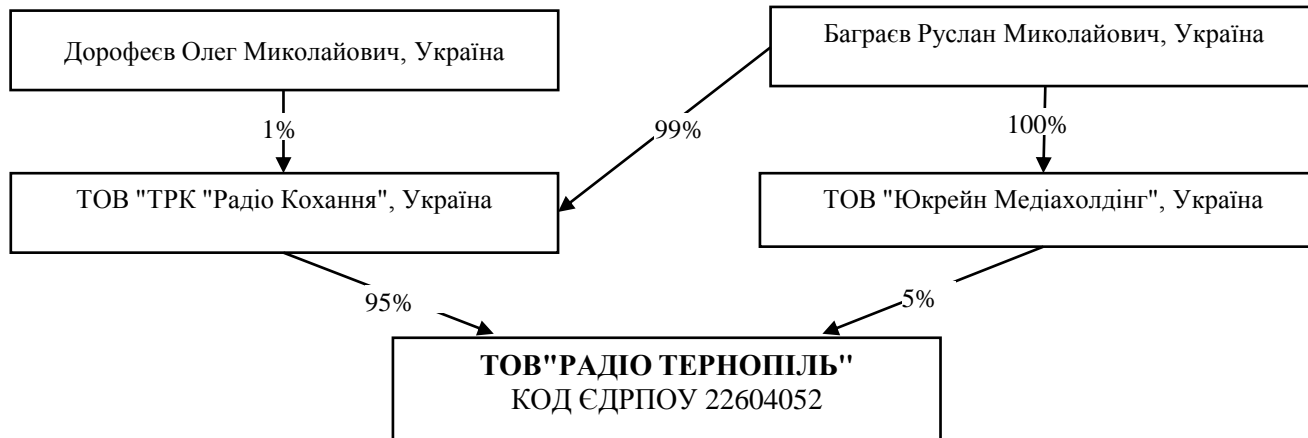 Дорофеєв Олег Миколайович, Україна
Баграєв Руслан Миколайович, Україна
1%
99%
100%
ТОВ "ТРК "Радіо Кохання", Україна
ТОВ "Юкрейн Медіахолдінг", Україна
95%
5%
ТОВ"РАДІО ТЕРНОПІЛЬ"
КОД ЄДРПОУ 22604052